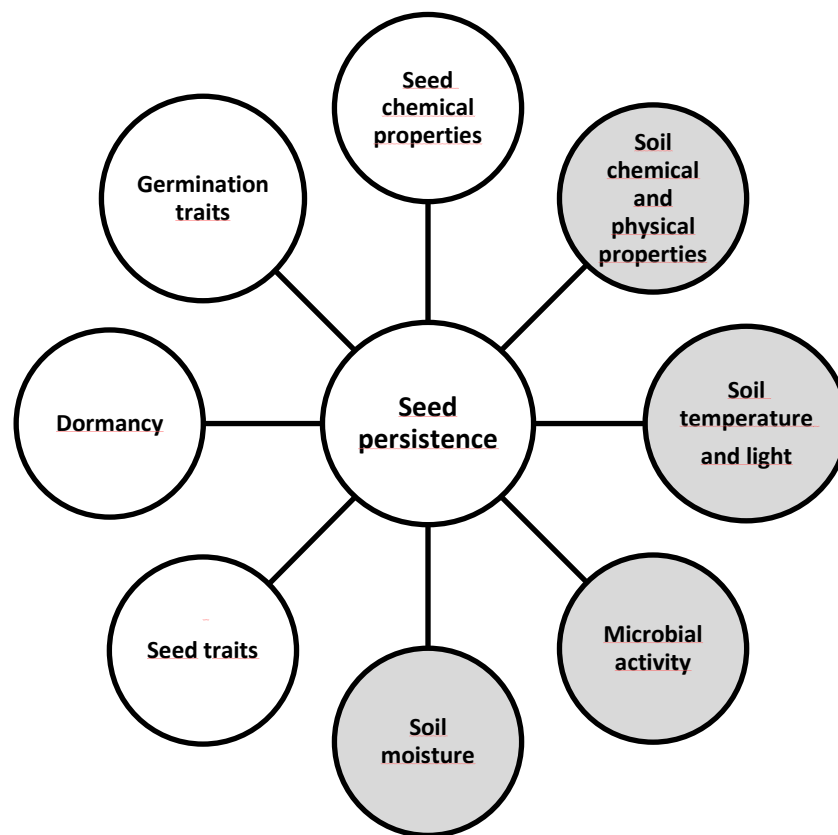 Seed
chemical
properties
Soil
chemical
and
physical
properties
Germination
traits
Soil
temperature
and light
Seed
persistence
Dormancy
Microbial
activity
Seed traits
Soil
moisture